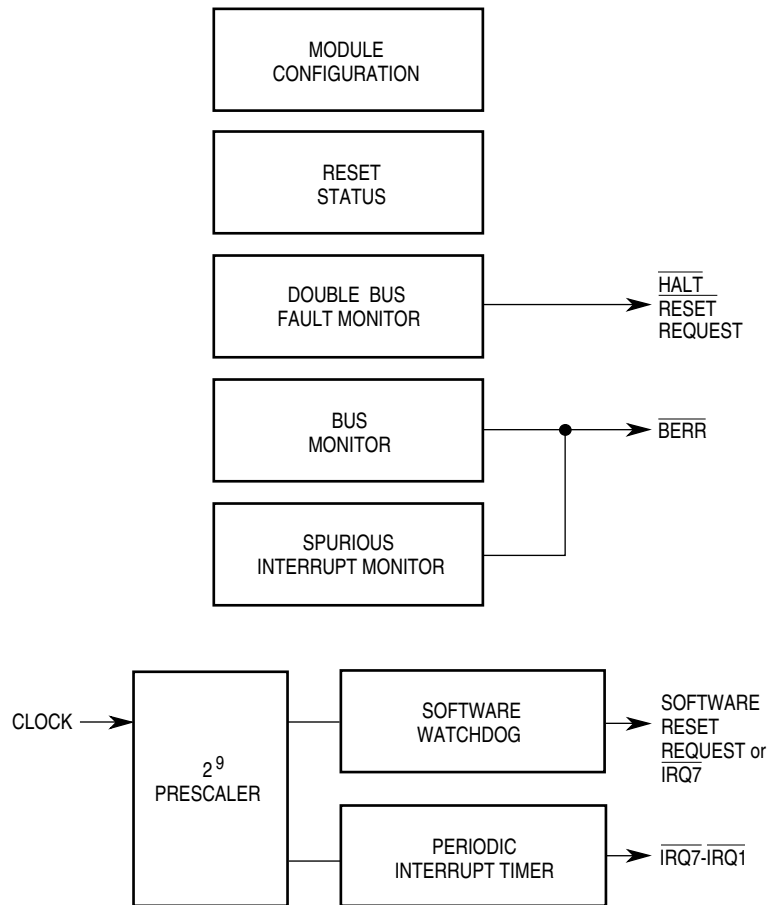 MODULE
CONFIGURATION
RESET
STATUS
DOUBLE BUS
FAULT MONITOR
HALT
RESET
REQUEST
BUS
MONITOR
BERR
SPURIOUS
INTERRUPT MONITOR
CLOCK
2⁹
PRESCALER
SOFTWARE
WATCHDOG
SOFTWARE
RESET
REQUEST or
IRQ7
PERIODIC
INTERRUPT TIMER
IRQ7-IRQ1